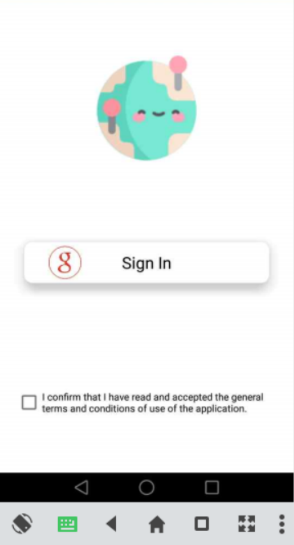 g Sign In
I confirm that I have read and accepted the general
terms and conditions of use of the application.